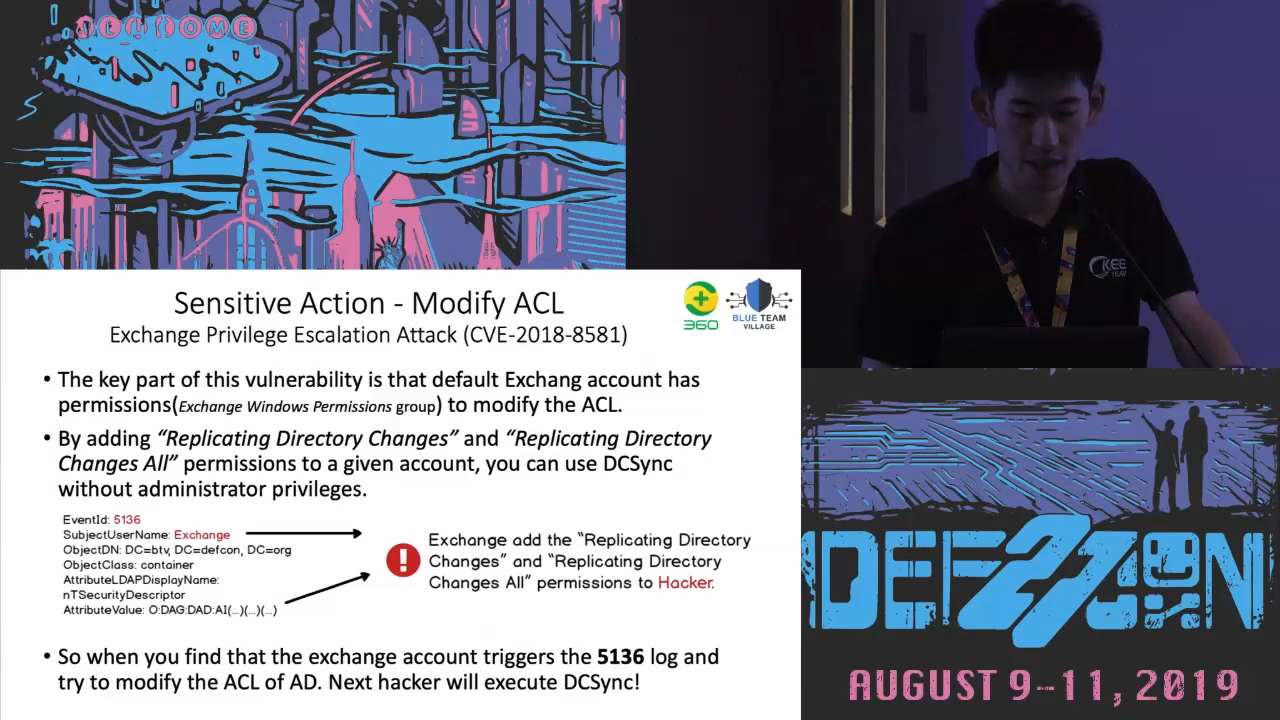 WELCOME
Sensitive Action - Modify ACL
Exchange Privilege Escalation Attack (CVE-2018-8581)
360
BLUE TEAM
VILLAGE
• The key part of this vulnerability is that default Exchang account has
permissions(Exchange Windows Permissions group) to modify the ACL.
• By adding “Replicating Directory Changes” and “Replicating Directory
Changes All” permissions to a given account, you can use DCSync
without administrator privileges.
EventId: 5136
SubjectUserName: Exchange
ObjectDN: DC=btv, DC=defcon, DC=org
ObjectClass: container
AttributeLDAPDisplayName:
nTSecurityDescriptor
AttributeValue: O:DAG:DAD:AI(...)(...)(...)
Exchange add the “Replicating Directory
Changes” and “Replicating Directory
Changes All” permissions to Hacker.
• So when you find that the exchange account triggers the 5136 log and
try to modify the ACL of AD. Next hacker will execute DCSync!
KEE
DEF 27 CON
AUGUST 9-11, 2019